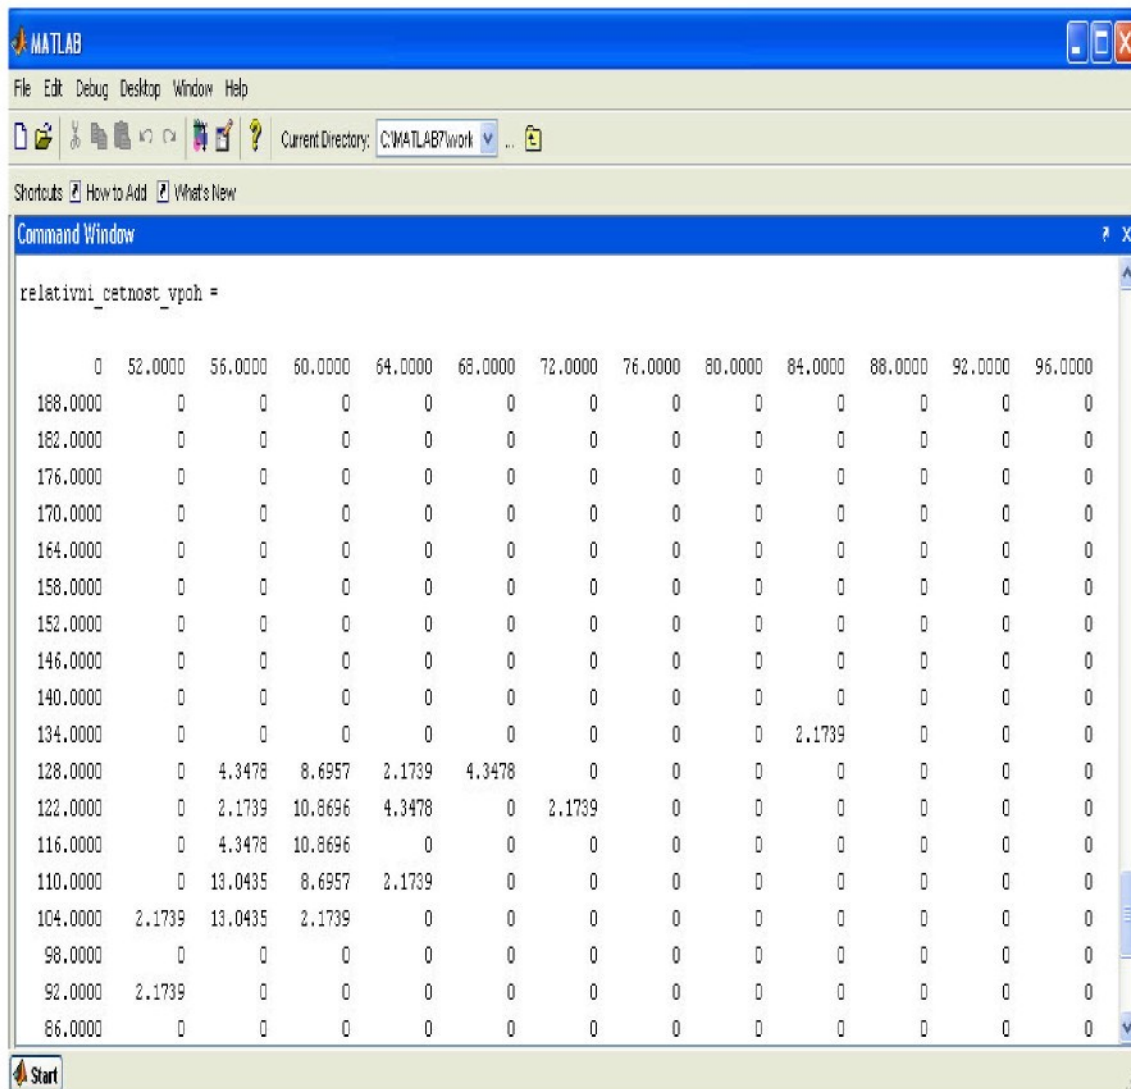 MATLAB
File Edit Debug Desktop Window Help
Current Directory: C:\MATLAB7\work ...
Shortcuts How to Add What's New
Command Window
relativni_cetnost_vpoh =
0 52.0000 56.0000 60.0000 64.0000 68.0000 72.0000 76.0000 80.0000 84.0000 88.0000 92.0000 96.0000
188.0000 0 0 0 0 0 0 0 0 0 0 0 0
182.0000 0 0 0 0 0 0 0 0 0 0 0 0
176.0000 0 0 0 0 0 0 0 0 0 0 0 0
170.0000 0 0 0 0 0 0 0 0 0 0 0 0
164.0000 0 0 0 0 0 0 0 0 0 0 0 0
158.0000 0 0 0 0 0 0 0 0 0 0 0 0
152.0000 0 0 0 0 0 0 0 0 0 0 0 0
146.0000 0 0 0 0 0 0 0 0 0 0 0 0
140.0000 0 0 0 0 0 0 0 0 0 0 0 0
134.0000 0 0 0 0 0 0 0 0 2.1739 0 0 0
128.0000 0 4.3478 8.6957 2.1739 4.3478 0 0 0 0 0 0 0
122.0000 0 2.1739 10.8696 4.3478 0 2.1739 0 0 0 0 0 0
116.0000 0 4.3478 10.8696 0 0 0 0 0 0 0 0 0
110.0000 0 13.0435 8.6957 2.1739 0 0 0 0 0 0 0 0
104.0000 2.1739 13.0435 2.1739 0 0 0 0 0 0 0 0 0
98.0000 0 0 0 0 0 0 0 0 0 0 0 0
92.0000 2.1739 0 0 0 0 0 0 0 0 0 0 0
86.0000 0 0 0 0 0 0 0 0 0 0 0 0
Start